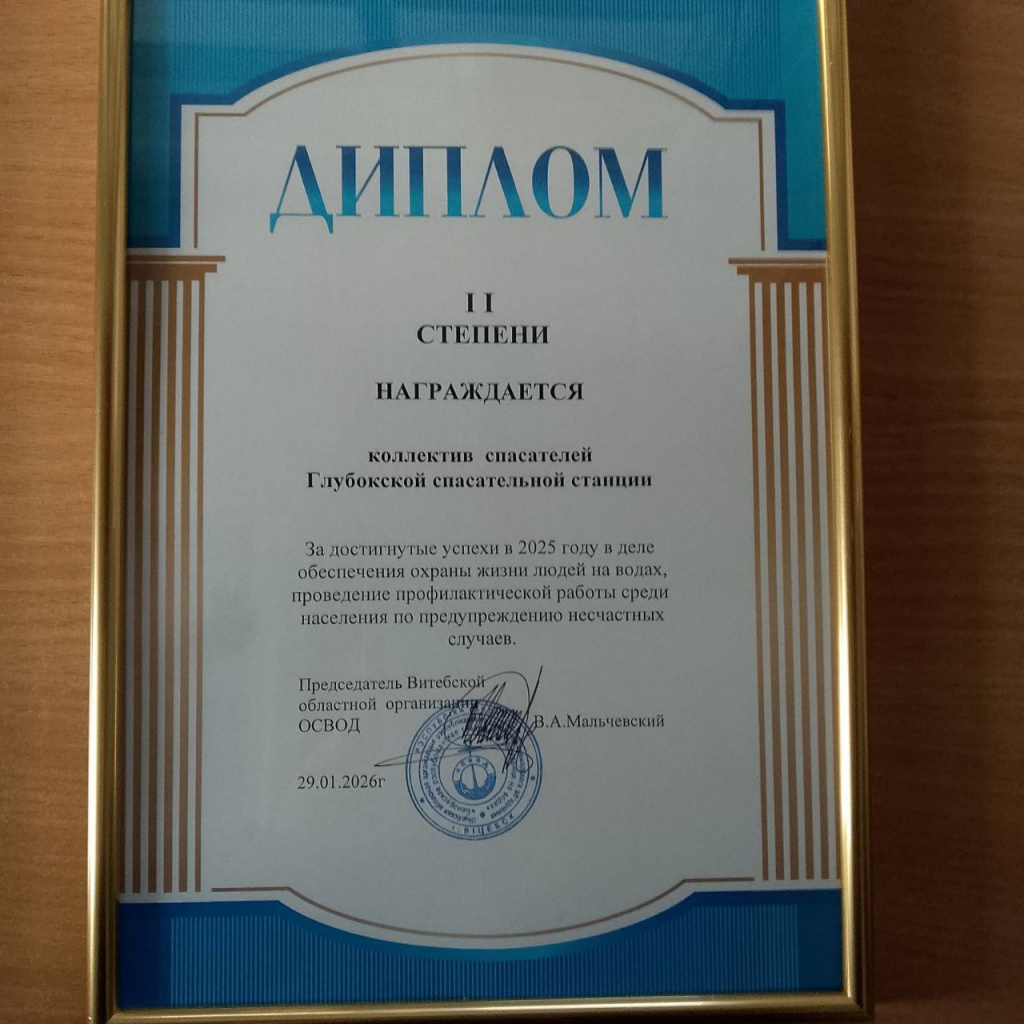 ДИПЛОМ
II
СТЕПЕНИ
НАГРАЖДАЕТСЯ
коллектив спасателей
Глубокской спасательной станции
За достигнутые успехи в 2025 году в деле
обеспечения охраны жизни людей на водах,
проведение профилактической работы среди
населения по предупреждению несчастных
случаев.
Председатель Витебской
областной организации
ОСВОД
В.А.Мальчевский
29.01.2026г